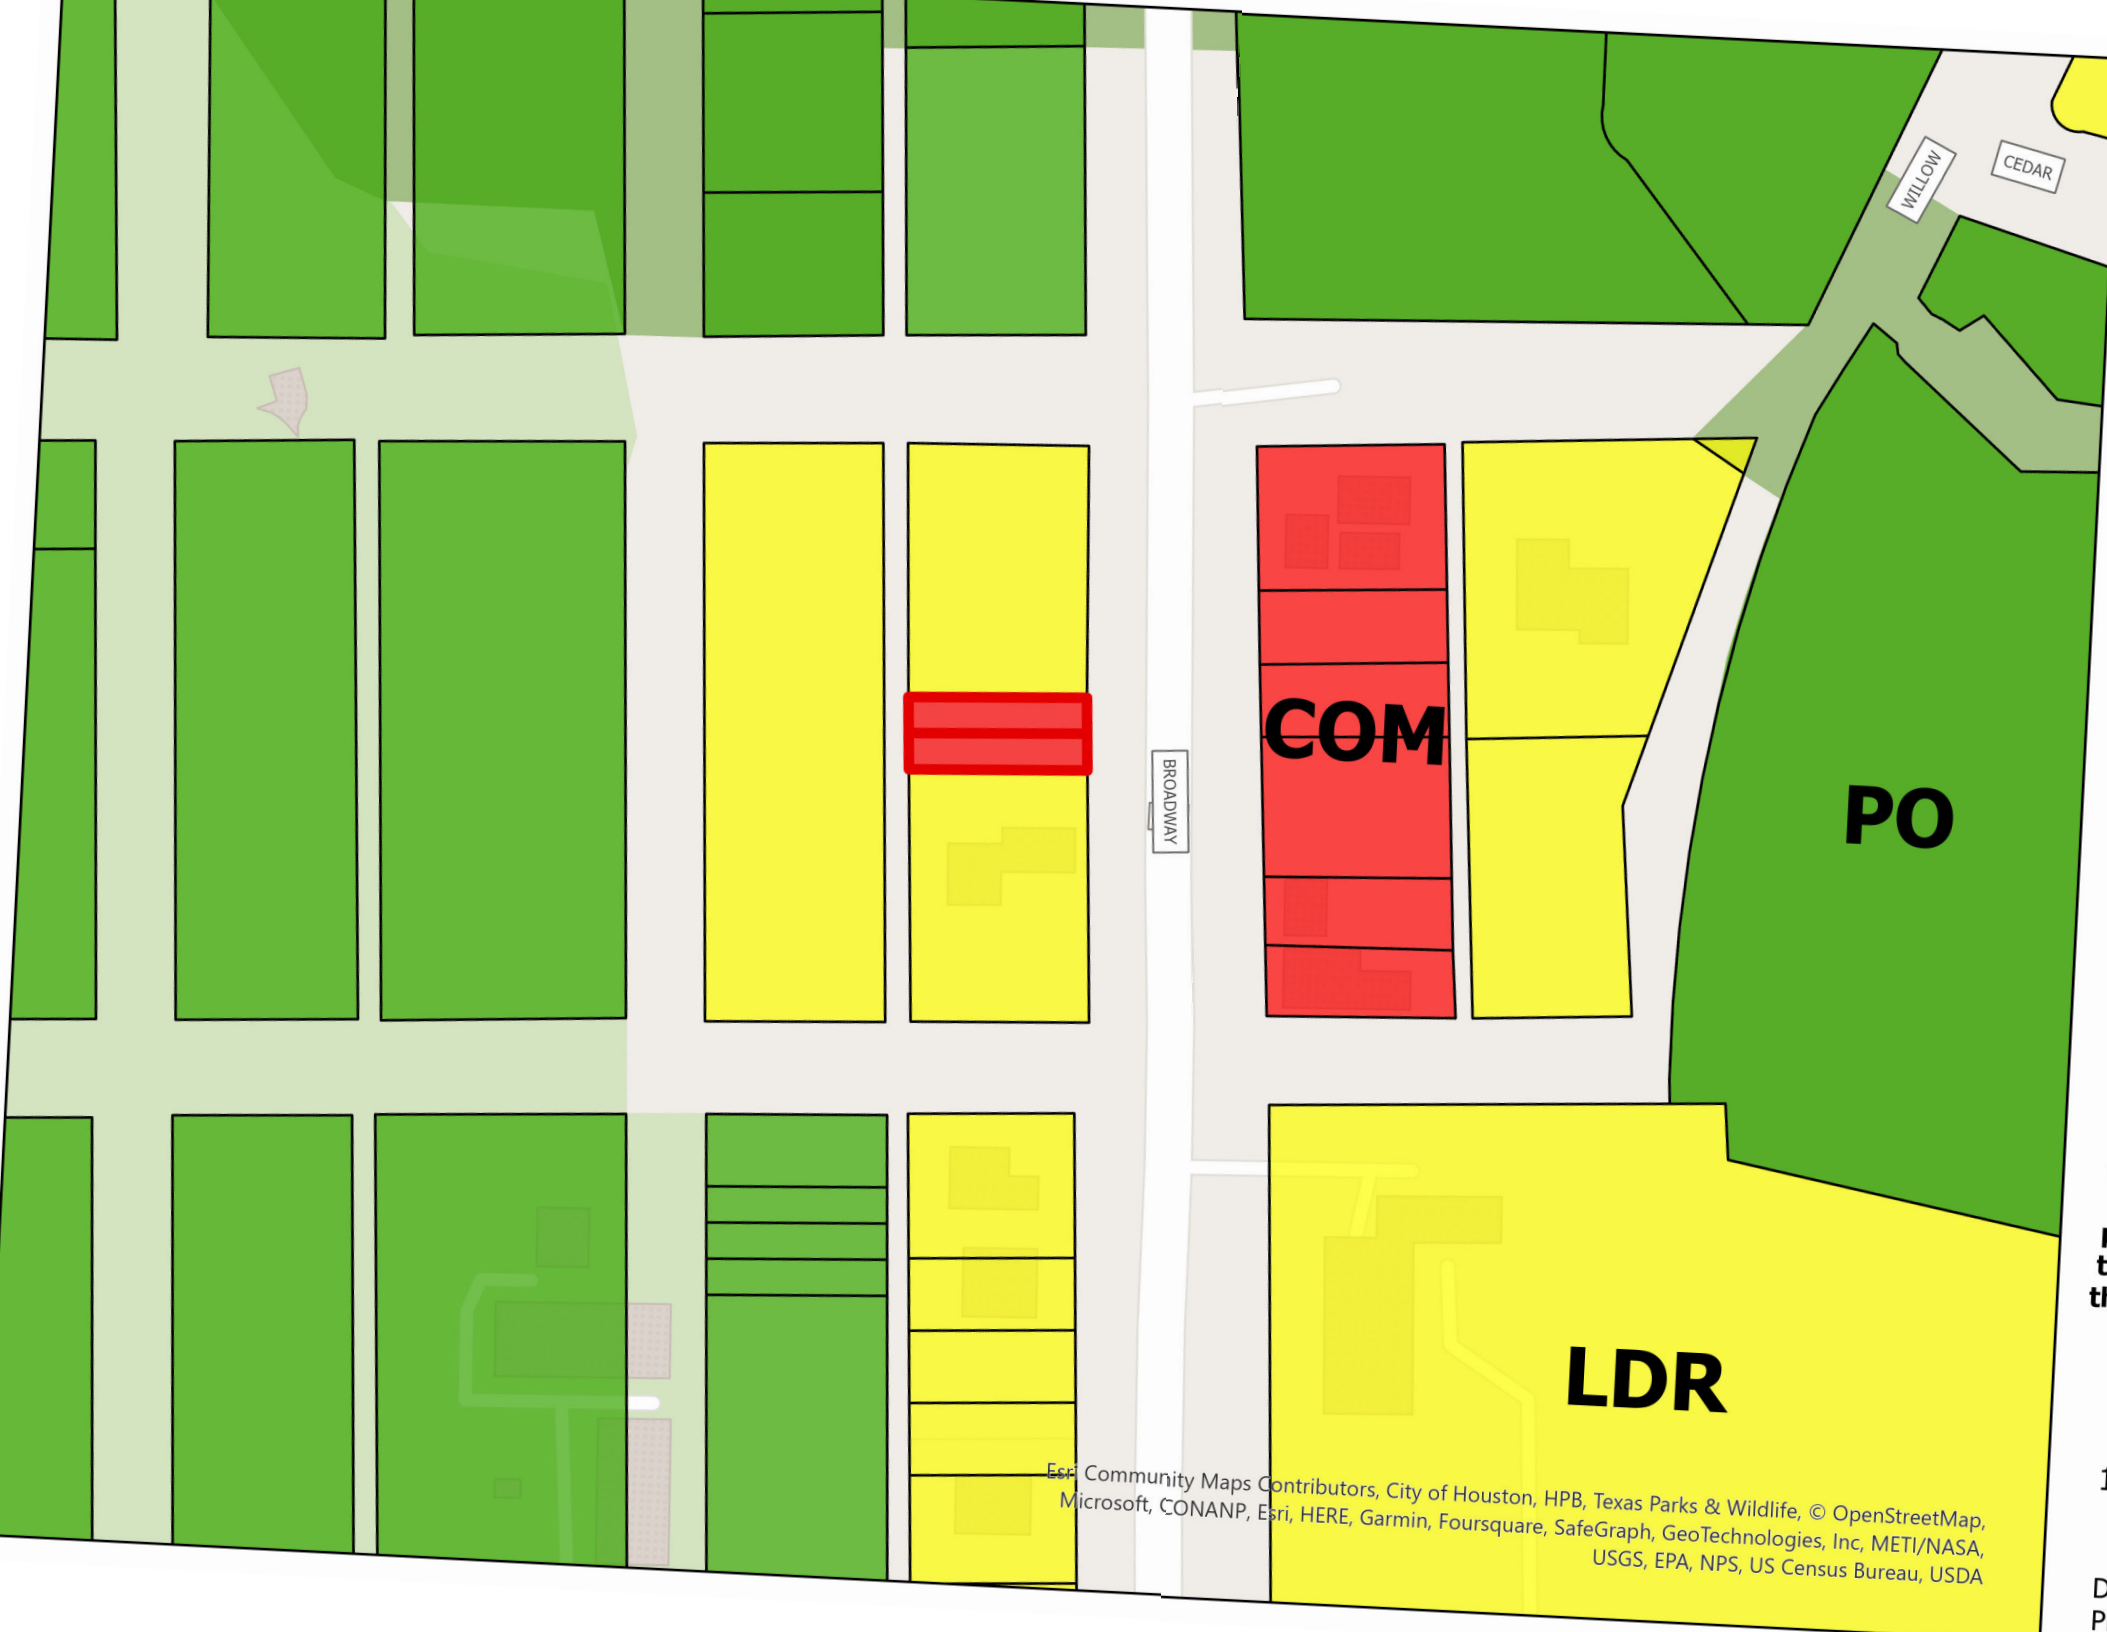 WILLOW
CEDAR
COM
BROADWAY
PO
LDR
Esri Community Maps Contributors, City of Houston, HPB, Texas Parks & Wildlife, © OpenStreetMap,
Microsoft, CONANP, Esri, HERE, Garmin, Foursquare, SafeGraph, GeoTechnologies, Inc, METI/NASA,
USGS, EPA, NPS, US Census Bureau, USDA